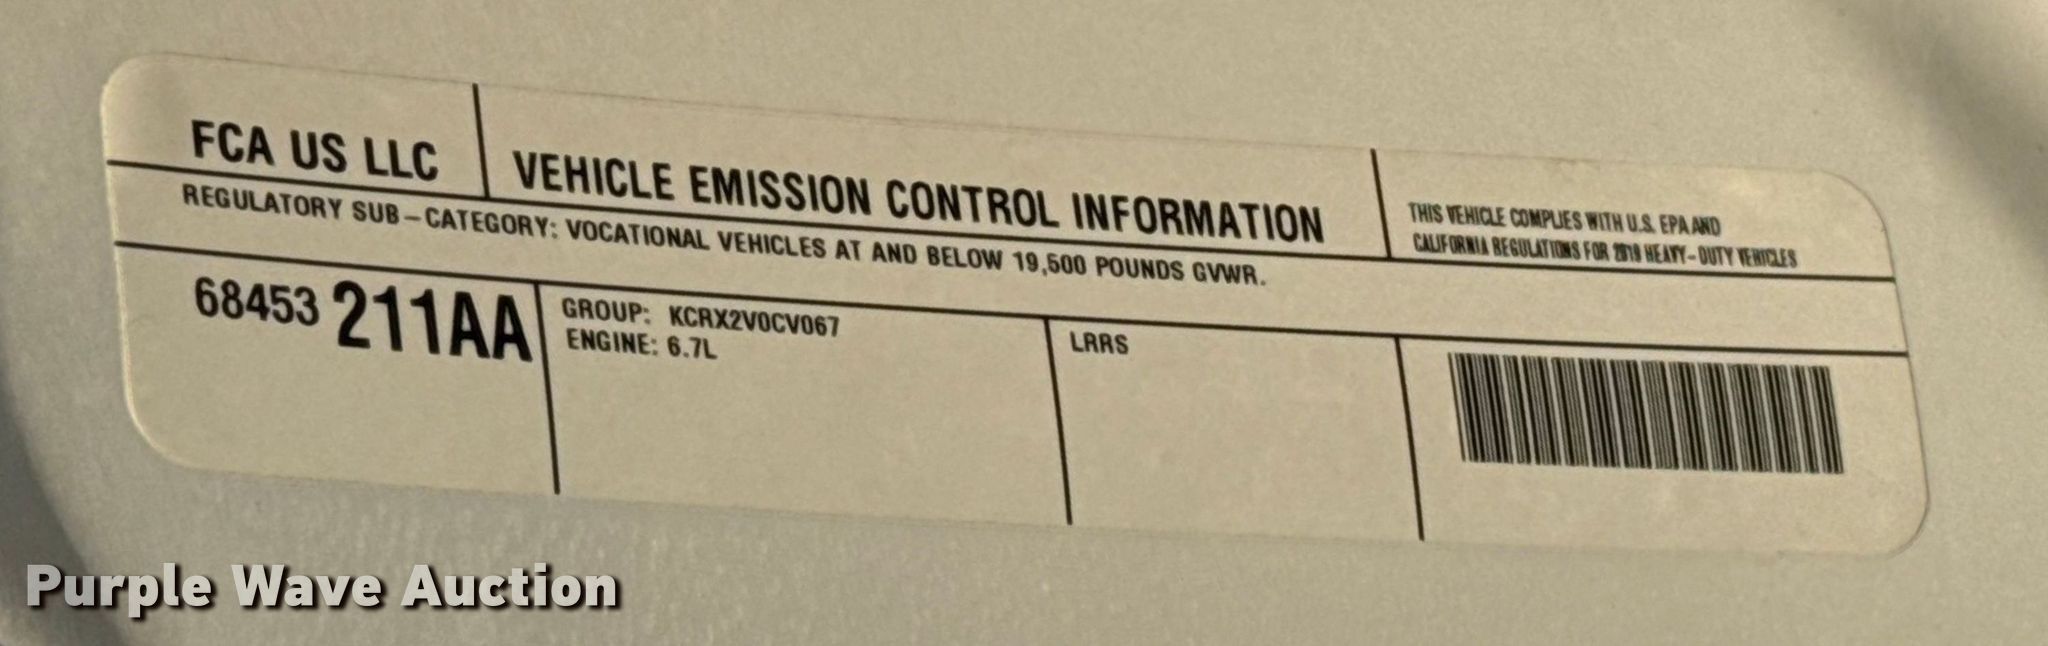 FCA US LLC
VEHICLE EMISSION CONTROL INFORMATION
THIS VEHICLE COMPLIES WITH U.S. EPA AND
CALIFORNIA REGULATIONS FOR 2019 HEAVY-DUTY VEHICLES
REGULATORY SUB-CATEGORY: VOCATIONAL VEHICLES AT AND BELOW 19,500 POUNDS GVWR.
68453 211AA
GROUP: KCRX2V0CV067
ENGINE: 6.7L
LRRS
Purple Wave Auction